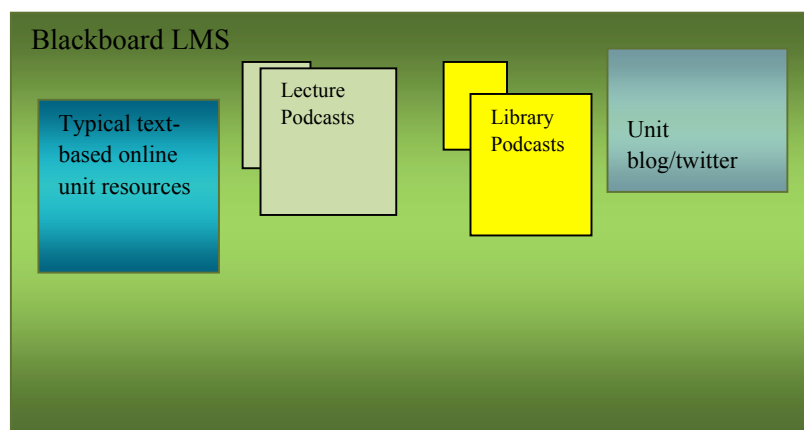 Blackboard LMS
Typical text-
based online
unit resources
Lecture
Podcasts
Library
Podcasts
Unit
blog/twitter